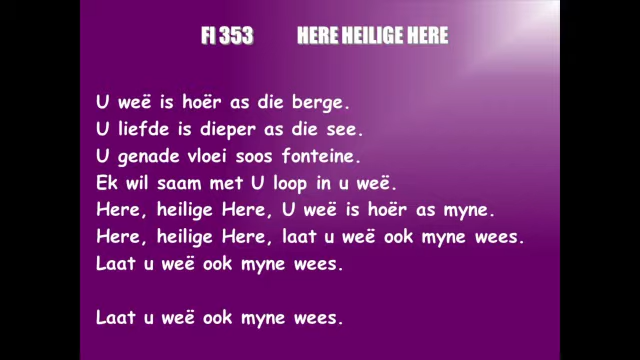 FI 353 HERE HEILIGE HERE
U weë is hoër as die berge.
U liefde is dieper as die see.
U genade vloei soos fonteine.
Ek wil saam met U loop in u weë.
Here, heilige Here, U weë is hoër as myne.
Here, heilige Here, laat u weë ook myne wees.
Laat u weë ook myne wees.
Laat u weë ook myne wees.